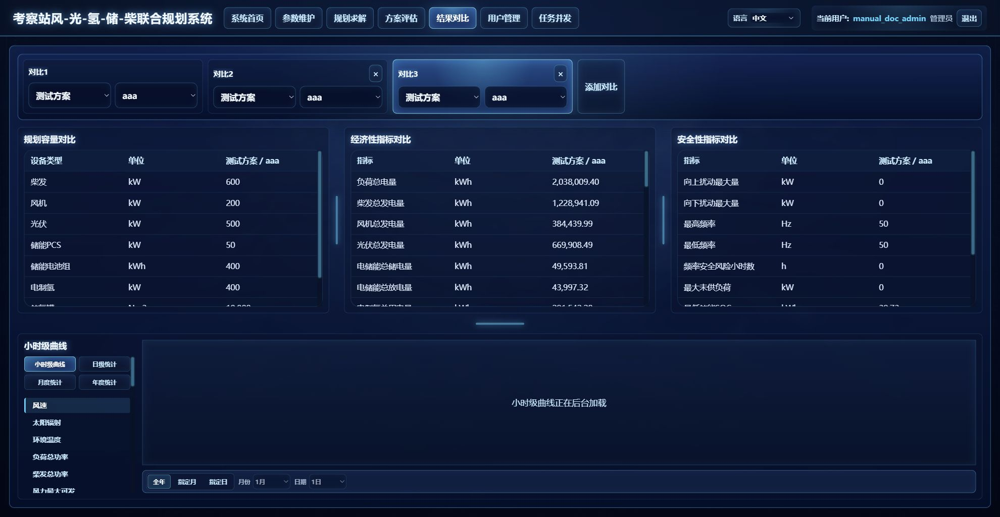 考察站风-光-氢-储-柴联合规划系统 系统首页 参数维护 规划求解 方案评估 结果对比 用户管理 任务并发 语言 中文 当前用户: manual_doc_admin 管理员 退出
对比1
测试方案 aaa
对比2 ×
测试方案 aaa
对比3 ×
测试方案 aaa
添加对比
规划容量对比
设备类型 单位 测试方案 / aaa
柴发 kW 600
风机 kW 200
光伏 kW 500
储能PCS kW 50
储能电池组 kWh 400
电制氢 kW 400
经济性指标对比
指标 单位 测试方案 / aaa
负荷总电量 kWh 2,038,009.40
柴发总发电量 kWh 1,228,941.09
风机总发电量 kWh 384,439.99
光伏总发电量 kWh 669,908.49
电储能总储电量 kWh 49,593.81
电储能总放电量 kWh 43,997.32
安全性指标对比
指标 单位 测试方案 / aaa
向上扰动最大量 kW 0
向下扰动最大量 kW 0
最高频率 Hz 50
最低频率 Hz 50
频率安全风险小时数 h 0
最大未供负荷 kW 0
小时级曲线
小时级曲线 日级统计
月度统计 年度统计
风速
太阳辐射
环境温度
负荷总功率
柴发总功率
风力最大可发
小时级曲线正在后台加载
全年 指定月 指定日 月份 1月 日期 1日